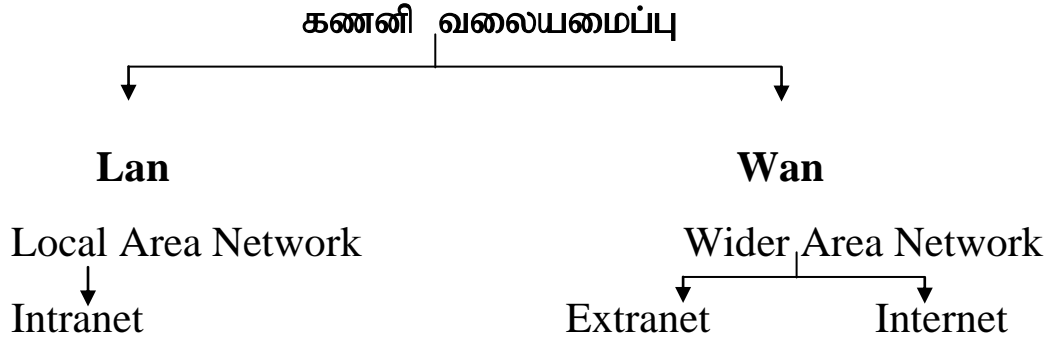 கணனி வலையமைப்பு
Lan Wan
Local Area Network Wider Area Network
Intranet Extranet Internet